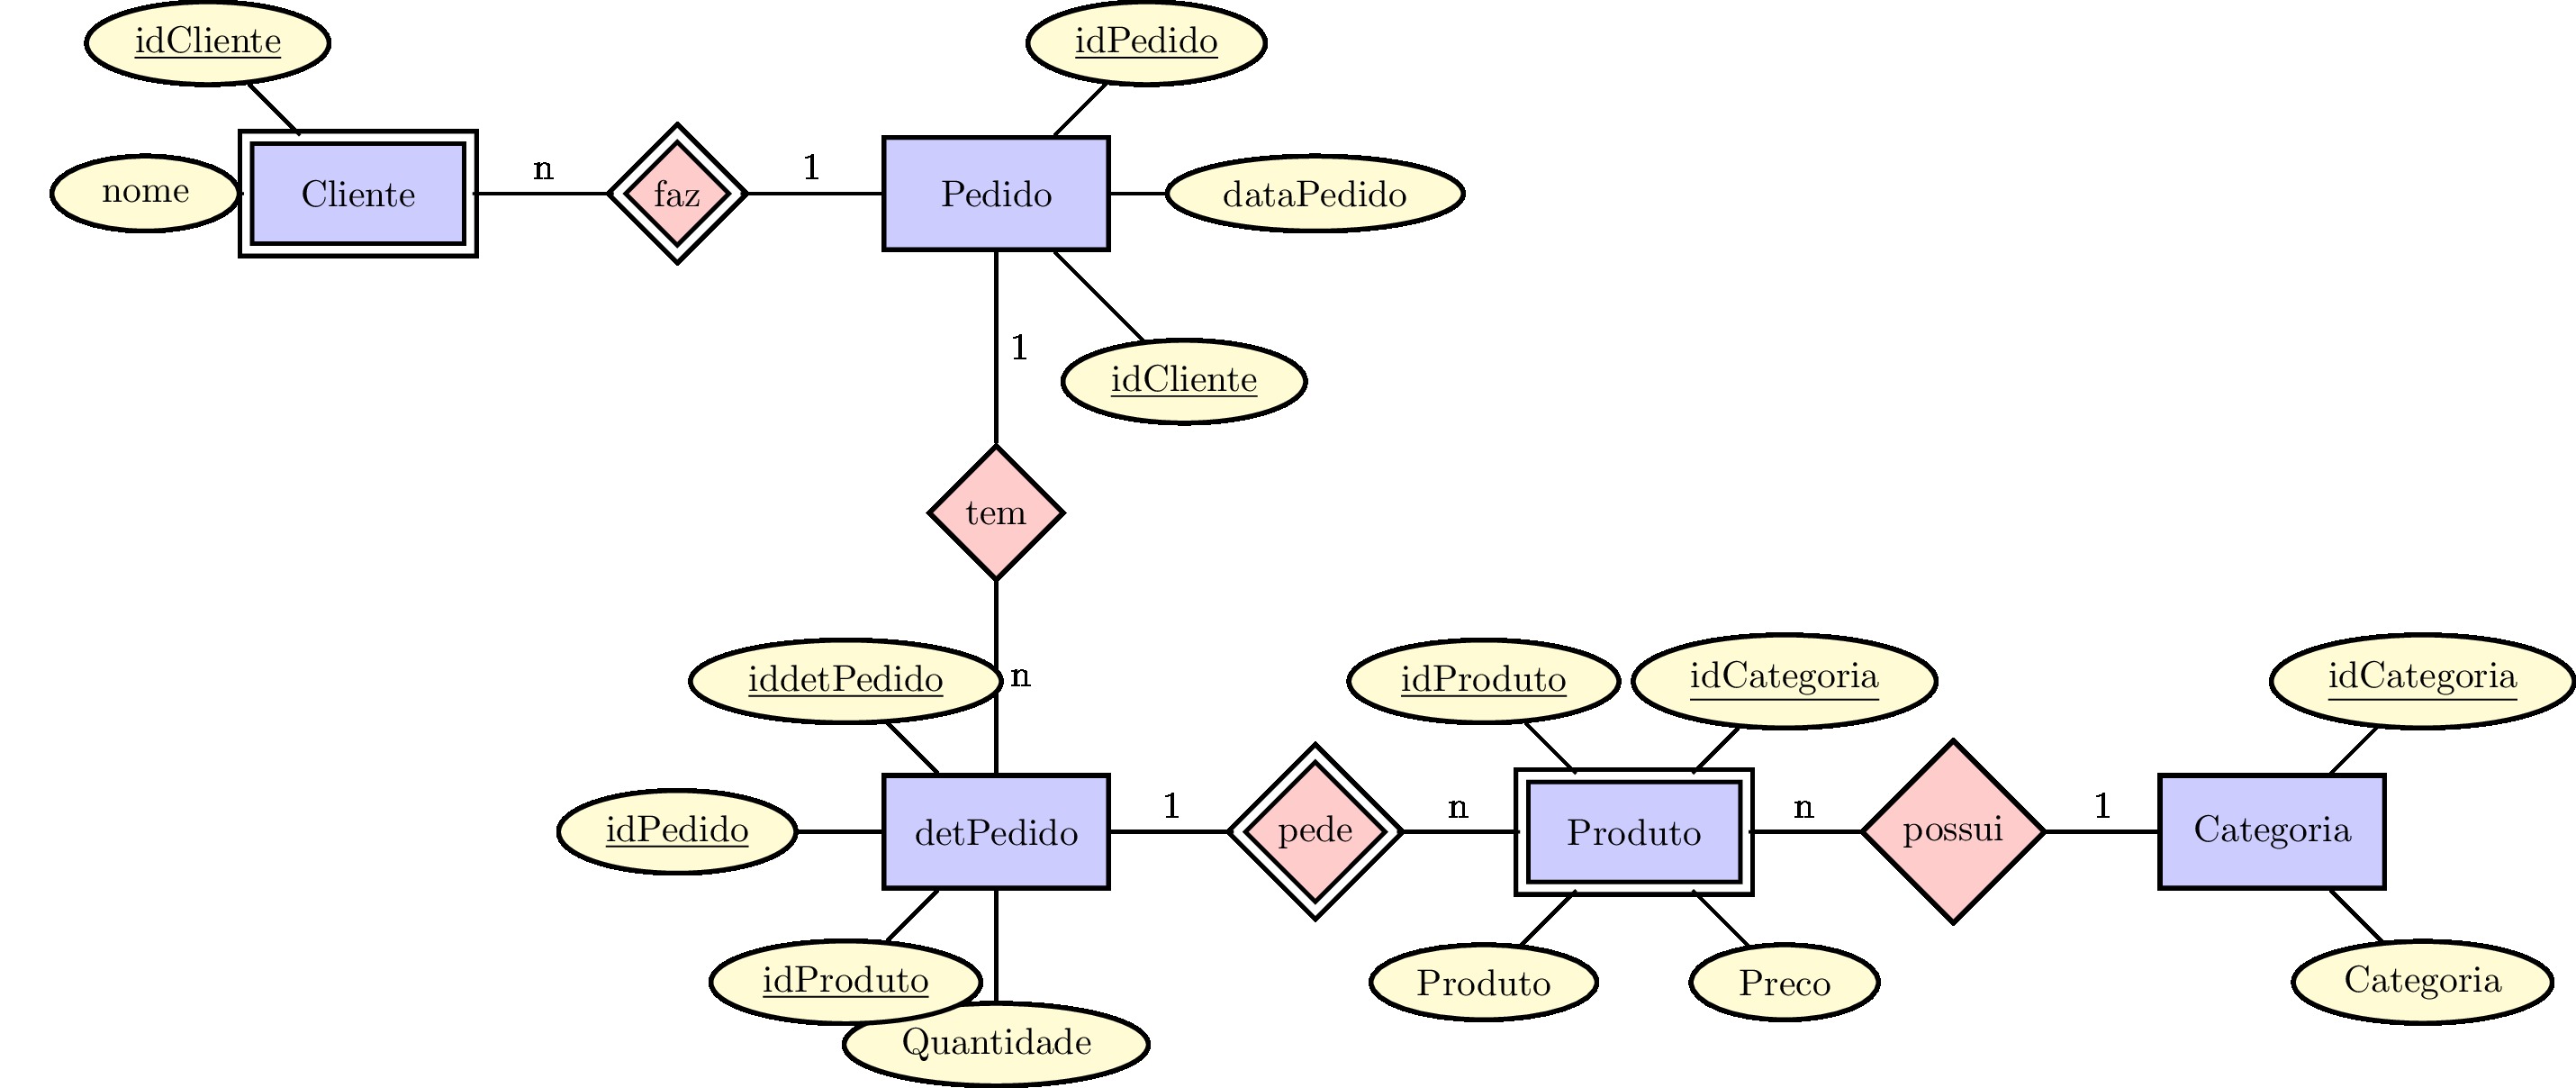 idCliente
idPedido
nome
Cliente
n
faz
1
Pedido
dataPedido
1
idCliente
tem
iddetPedido
n
idProduto
idCategoria
idCategoria
idPedido
detPedido
1
pede
n
Produto
n
possui
1
Categoria
idProduto
Produto
Preco
Categoria
Quantidade